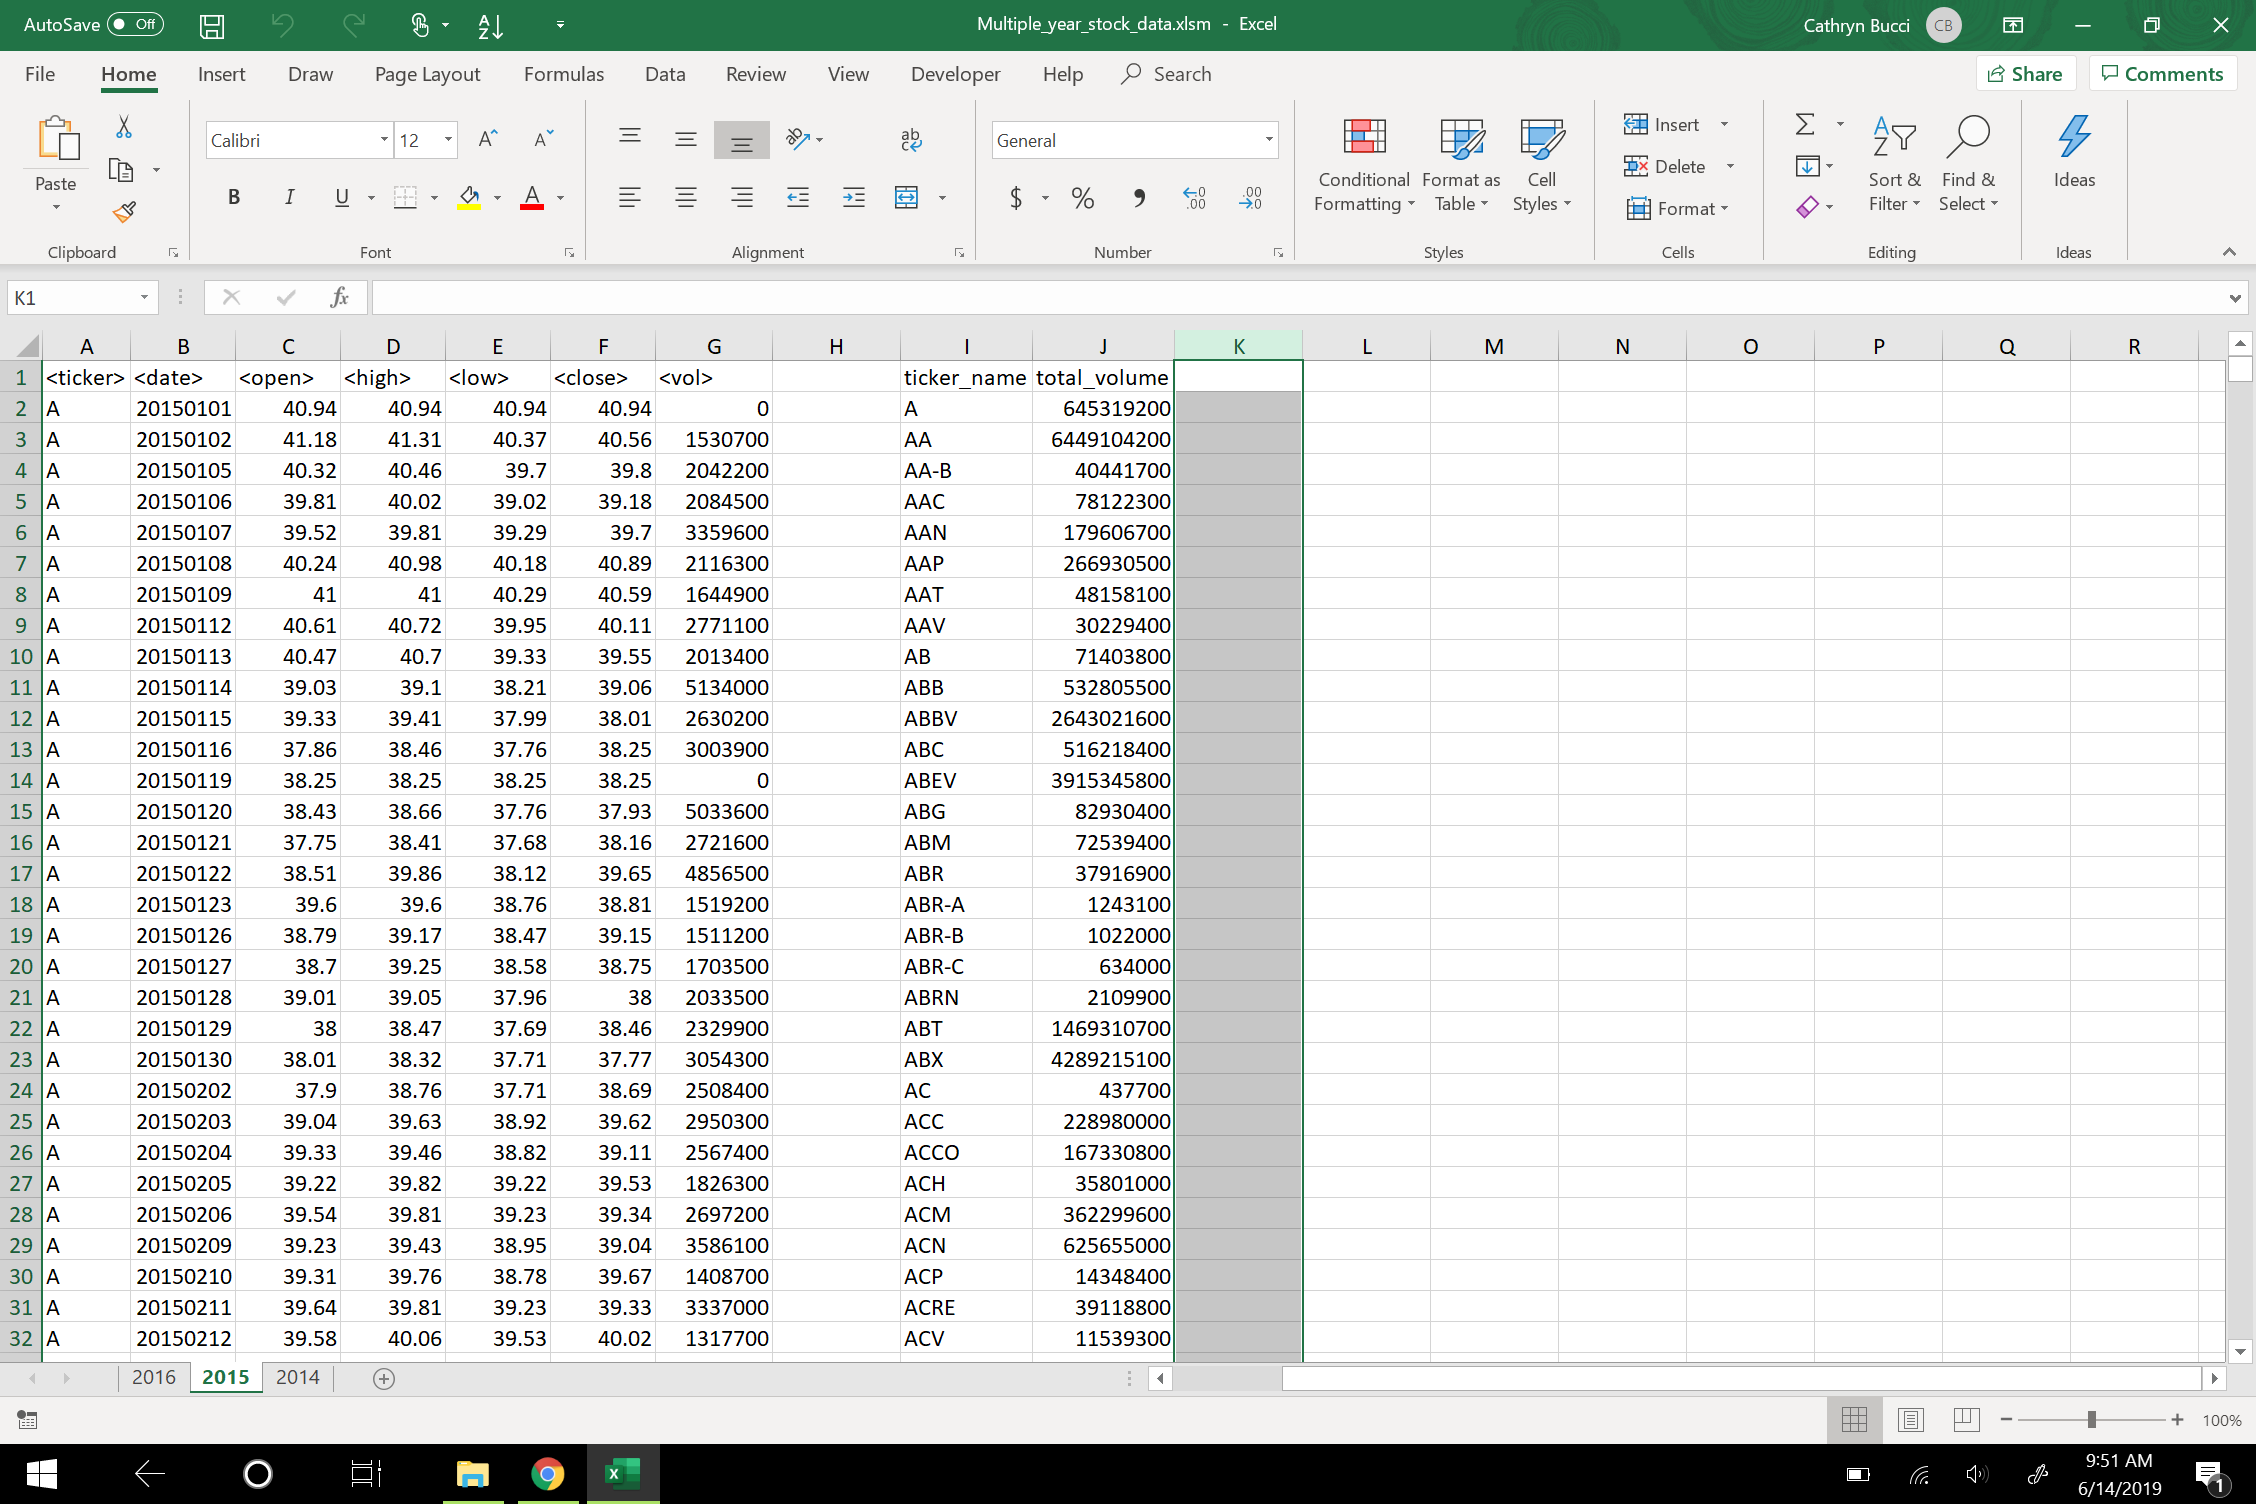 AutoSave Off Multiple_year_stock_data.xlsm - Excel Cathryn Bucci CB
File Home Insert Draw Page Layout Formulas Data Review View Developer Help Search Share Comments
Paste
Clipboard
Calibri 12
B I U A
Font
ab
Alignment
General
$ % , .00 .00
Number
Conditional Formatting
Format as Table
Cell Styles
Styles
Insert
Delete
Format
Cells
Sort & Filter
Find & Select
Editing
Ideas
Ideas
K1 fx
A B C D E F G H I J K L M N O P Q R
1 <ticker> <date> <open> <high> <low> <close> <vol> ticker_name total_volume
2 A 20150101 40.94 40.94 40.94 40.94 0 A 645319200
3 A 20150102 41.18 41.31 40.37 40.56 1530700 AA 6449104200
4 A 20150105 40.32 40.46 39.7 39.8 2042200 AA-B 40441700
5 A 20150106 39.81 40.02 39.02 39.18 2084500 AAC 78122300
6 A 20150107 39.52 39.81 39.29 39.7 3359600 AAN 179606700
7 A 20150108 40.24 40.98 40.18 40.89 2116300 AAP 266930500
8 A 20150109 41 41 40.29 40.59 1644900 AAT 48158100
9 A 20150112 40.61 40.72 39.95 40.11 2771100 AAV 30229400
10 A 20150113 40.47 40.7 39.33 39.55 2013400 AB 71403800
11 A 20150114 39.03 39.1 38.21 39.06 5134000 ABB 532805500
12 A 20150115 39.33 39.41 37.99 38.01 2630200 ABBV 2643021600
13 A 20150116 37.86 38.46 37.76 38.25 3003900 ABC 516218400
14 A 20150119 38.25 38.25 38.25 38.25 0 ABEV 3915345800
15 A 20150120 38.43 38.66 37.76 37.93 5033600 ABG 82930400
16 A 20150121 37.75 38.41 37.68 38.16 2721600 ABM 72539400
17 A 20150122 38.51 39.86 38.12 39.65 4856500 ABR 37916900
18 A 20150123 39.6 39.6 38.76 38.81 1519200 ABR-A 1243100
19 A 20150126 38.79 39.17 38.47 39.15 1511200 ABR-B 1022000
20 A 20150127 38.7 39.25 38.58 38.75 1703500 ABR-C 634000
21 A 20150128 39.01 39.05 37.96 38 2033500 ABRN 2109900
22 A 20150129 38 38.47 37.69 38.46 2329900 ABT 1469310700
23 A 20150130 38.01 38.32 37.71 37.77 3054300 ABX 4289215100
24 A 20150202 37.9 38.76 37.71 38.69 2508400 AC 437700
25 A 20150203 39.04 39.63 38.92 39.62 2950300 ACC 228980000
26 A 20150204 39.33 39.46 38.82 39.11 2567400 ACCO 167330800
27 A 20150205 39.22 39.82 39.22 39.53 1826300 ACH 35801000
28 A 20150206 39.54 39.81 39.23 39.34 2697200 ACM 362299600
29 A 20150209 39.23 39.43 38.95 39.04 3586100 ACN 625655000
30 A 20150210 39.31 39.76 38.78 39.67 1408700 ACP 14348400
31 A 20150211 39.64 39.81 39.23 39.33 3337000 ACRE 39118800
32 A 20150212 39.58 40.06 39.53 40.02 1317700 ACV 11539300
2016 2015 2014
100%
9:51 AM
6/14/2019
1